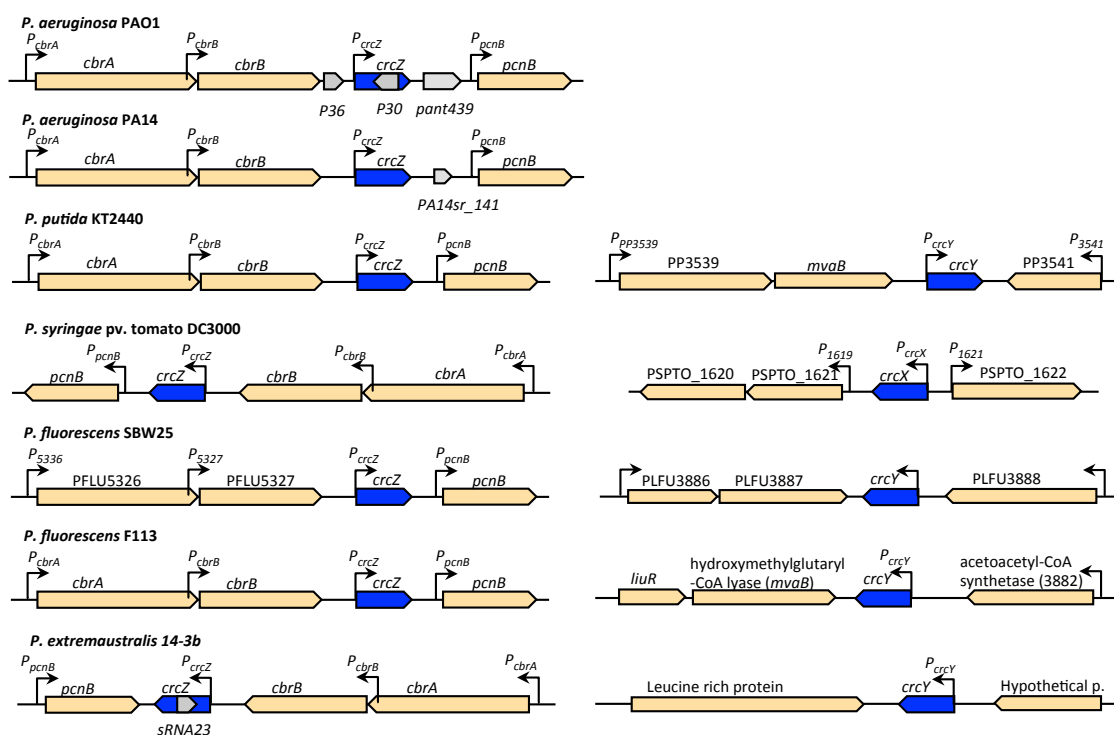 P. aeruginosa PAO1
PcbrA PcbrB PcrcZ PpcnB
cbrA cbrB crcZ pcnB
P36 P30 pant439
P. aeruginosa PA14
PcbrA PcbrB PcrcZ PpcnB
cbrA cbrB crcZ pcnB
PA14sr_141
P. putida KT2440
PcbrA PcbrB PcrcZ PpcnB PPP3539 PcrcY P3541
cbrA cbrB crcZ pcnB PP3539 mvaB crcY PP3541
P. syringae pv. tomato DC3000
PpcnB PcrcZ PcbrB PcbrA P1619 PcrcX P1621
pcnB crcZ cbrB cbrA PSPTO_1620 PSPTO_1621 crcX PSPTO_1622
P. fluorescens SBW25
P5336 P5327 PcrcZ PpcnB
PFLU5326 PFLU5327 crcZ pcnB PLFU3886 PLFU3887 crcY PLFU3888
P. fluorescens F113
PcbrA PcbrB PcrcZ PpcnB PcrcY
cbrA cbrB crcZ pcnB liuR hydroxymethylglutaryl
-CoA lyase (mvaB) crcY acetoacetyl-CoA
synthetase (3882)
P. extremaustralis 14-3b
PpcnB PcrcZ PcbrB PcbrA PcrcY
pcnB crcZ cbrB cbrA Leucine rich protein crcY Hypothetical p.
sRNA23